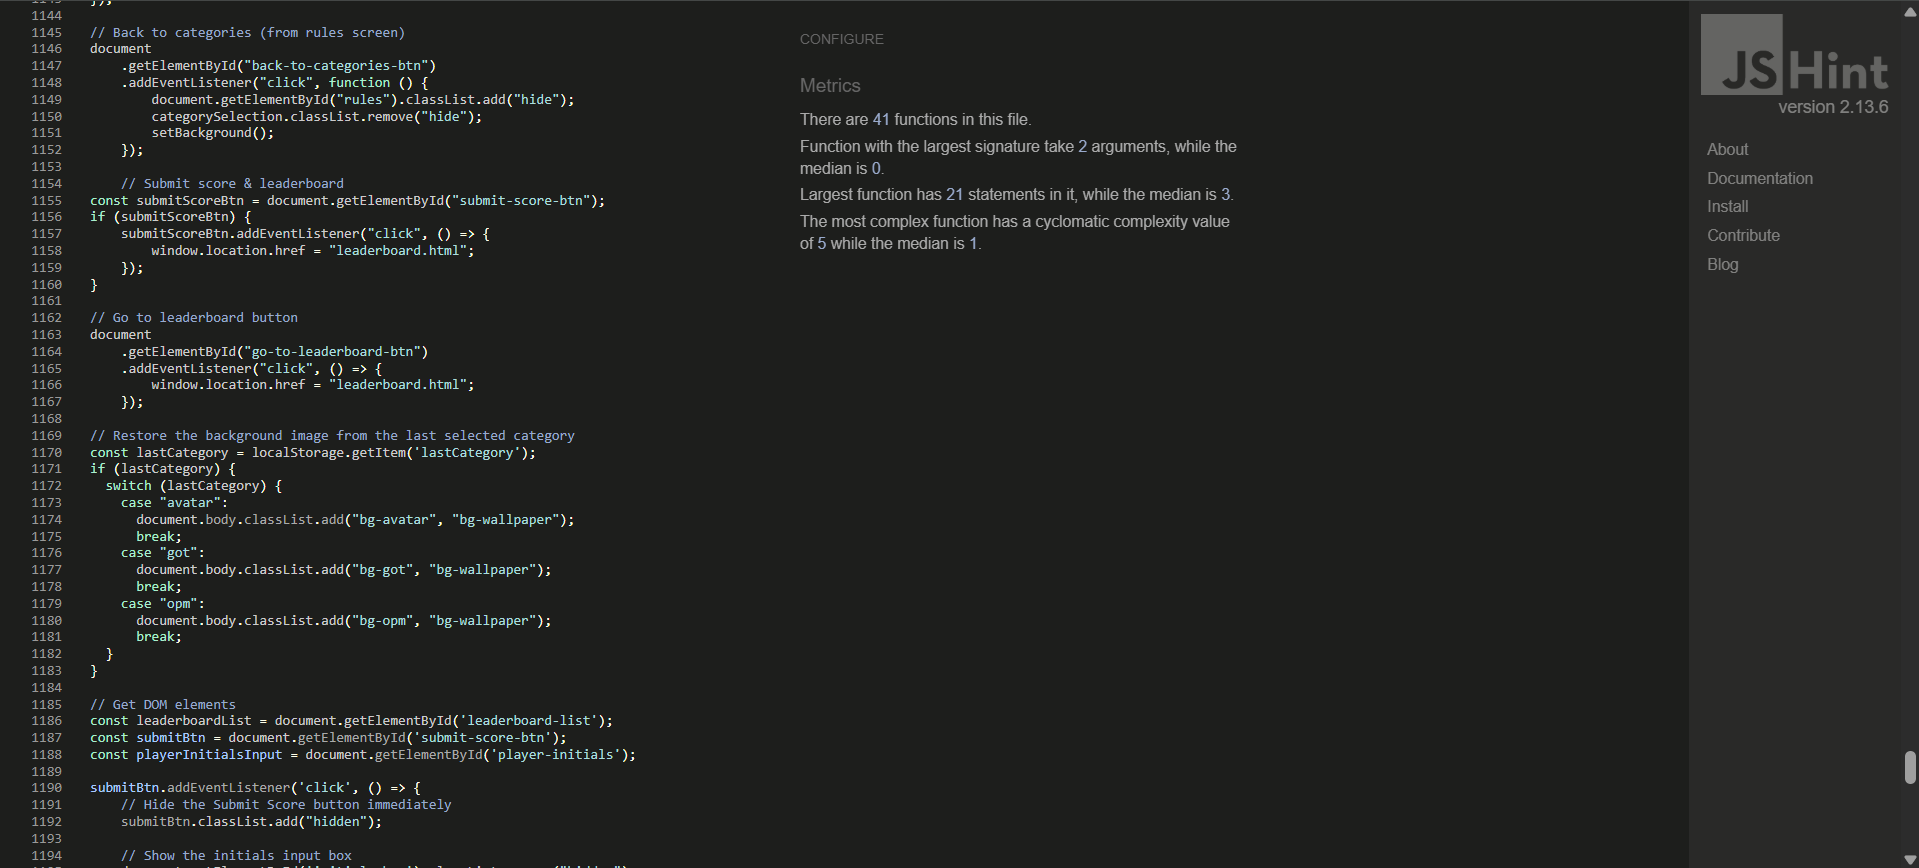 1144
1145 // Back to categories (from rules screen)
1146 document
1147 .getElementById("back-to-categories-btn")
1148 .addEventListener("click", function () {
1149 document.getElementById("rules").classList.add("hide");
1150 categorySelection.classList.remove("hide");
1151 setBackground();
1152 });
1153
1154 // Submit score & leaderboard
1155 const submitScoreBtn = document.getElementById("submit-score-btn");
1156 if (submitScoreBtn) {
1157 submitScoreBtn.addEventListener("click", () => {
1158 window.location.href = "leaderboard.html";
1159 });
1160 }
1161
1162 // Go to leaderboard button
1163 document
1164 .getElementById("go-to-leaderboard-btn")
1165 .addEventListener("click", () => {
1166 window.location.href = "leaderboard.html";
1167 });
1168
1169 // Restore the background image from the last selected category
1170 const lastCategory = localStorage.getItem('lastCategory');
1171 if (lastCategory) {
1172 switch (lastCategory) {
1173 case "avatar":
1174 document.body.classList.add("bg-avatar", "bg-wallpaper");
1175 break;
1176 case "got":
1177 document.body.classList.add("bg-got", "bg-wallpaper");
1178 break;
1179 case "opm":
1180 document.body.classList.add("bg-opm", "bg-wallpaper");
1181 break;
1182 }
1183 }
1184
1185 // Get DOM elements
1186 const leaderboardList = document.getElementById('leaderboard-list');
1187 const submitBtn = document.getElementById('submit-score-btn');
1188 const playerInitialsInput = document.getElementById('player-initials');
1189
1190 submitBtn.addEventListener('click', () => {
1191 // Hide the Submit Score button immediately
1192 submitBtn.classList.add("hidden");
1193
1194 // Show the initials input box
CONFIGURE
Metrics
There are 41 functions in this file.
Function with the largest signature take 2 arguments, while the
median is 0.
Largest function has 21 statements in it, while the median is 3.
The most complex function has a cyclomatic complexity value
of 5 while the median is 1.
JSHint
version 2.13.6
About
Documentation
Install
Contribute
Blog